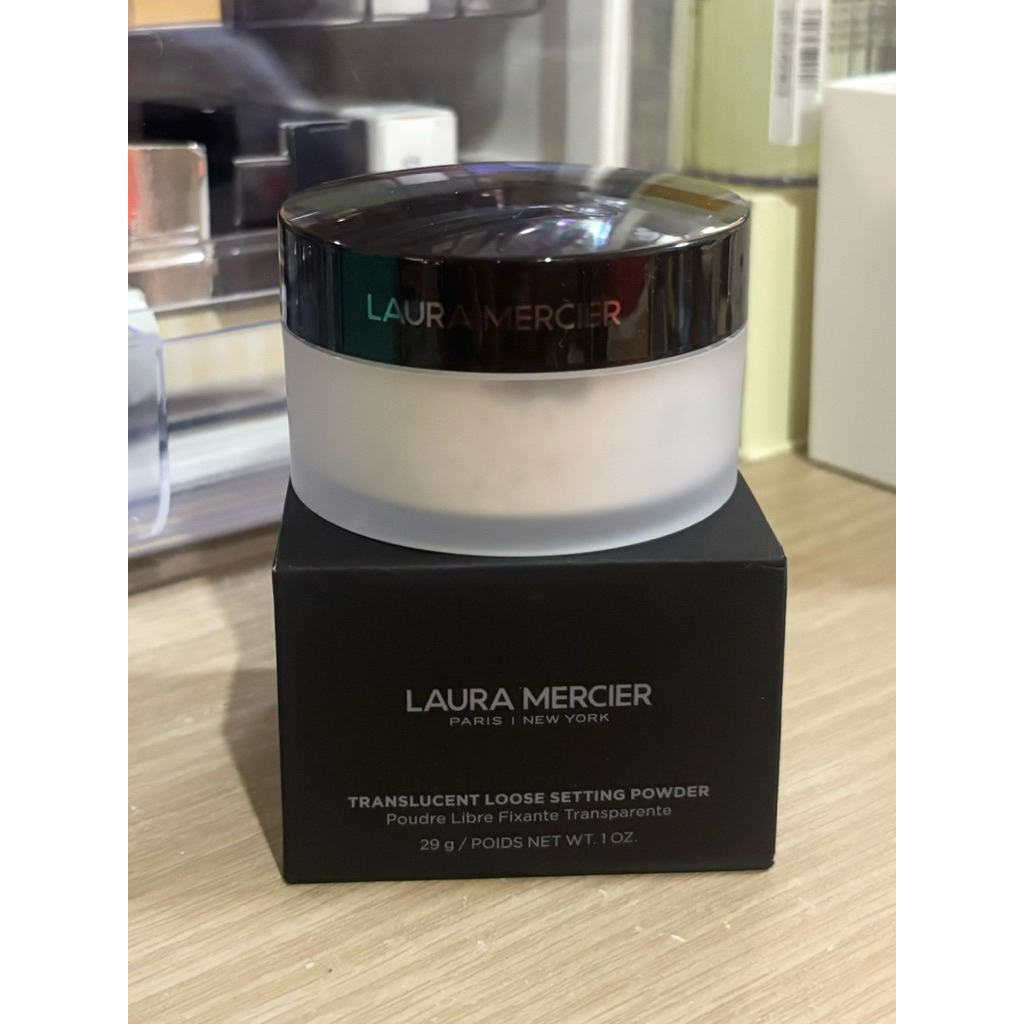 LAURA MERCIER
LAURA MERCIER
PARIS | NEW YORK
TRANSLUCENT LOOSE SETTING POWDER
Poudre Libre Fixante Transparente
29 g / POIDS NET WT. 1 OZ.